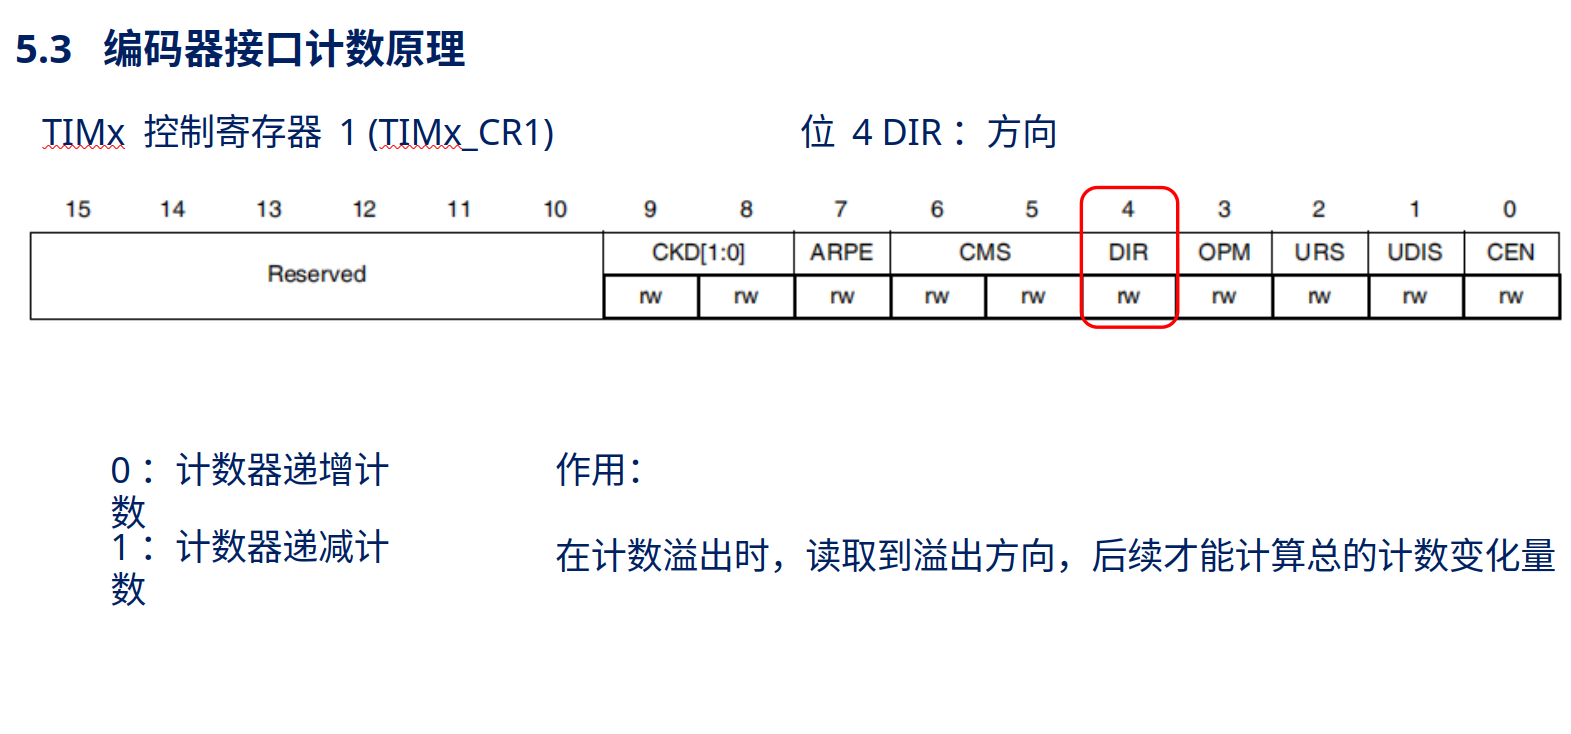 5.3 编码器接口计数原理
TIMx 控制寄存器 1 (TIMx_CR1)
位 4 DIR：方向
15 14 13 12 11 10 9 8 7 6 5 4 3 2 1 0
Reserved CKD[1:0] ARPE CMS DIR OPM URS UDIS CEN
rw rw rw rw rw rw rw rw rw rw
0：计数器递增计
数
1：计数器递减计
数
作用：
在计数溢出时，读取到溢出方向，后续才能计算总的计数变化量